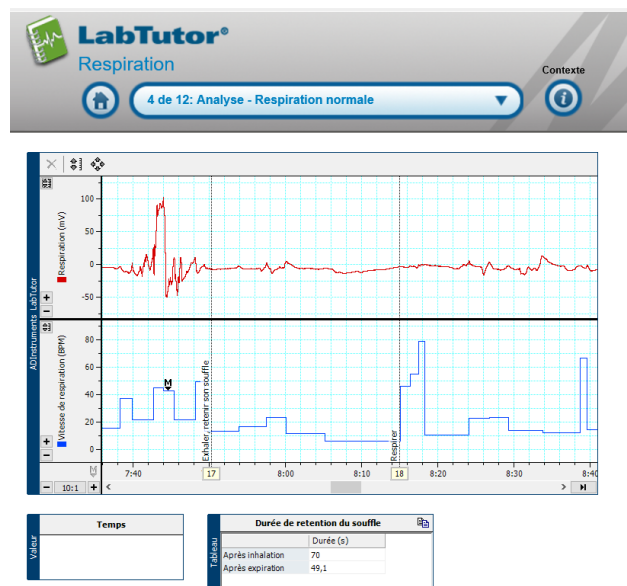 LabTutor®
Respiration
Contexte
4 de 12: Analyse - Respiration normale
ADInstruments LabTutor
Respiration (mV)
100
50
0
-50
Vitesse de respiration (BPM)
80
60
40
20
0
M
Exhaler, retenir son souffle
Respirer
7:40
17
8:00
8:10
18
8:20
8:30
8:40
10:1
Valeur
Temps
Tableau
Durée de retention du souffle
Durée (s)
Après inhalation 70
Après expiration 49,1